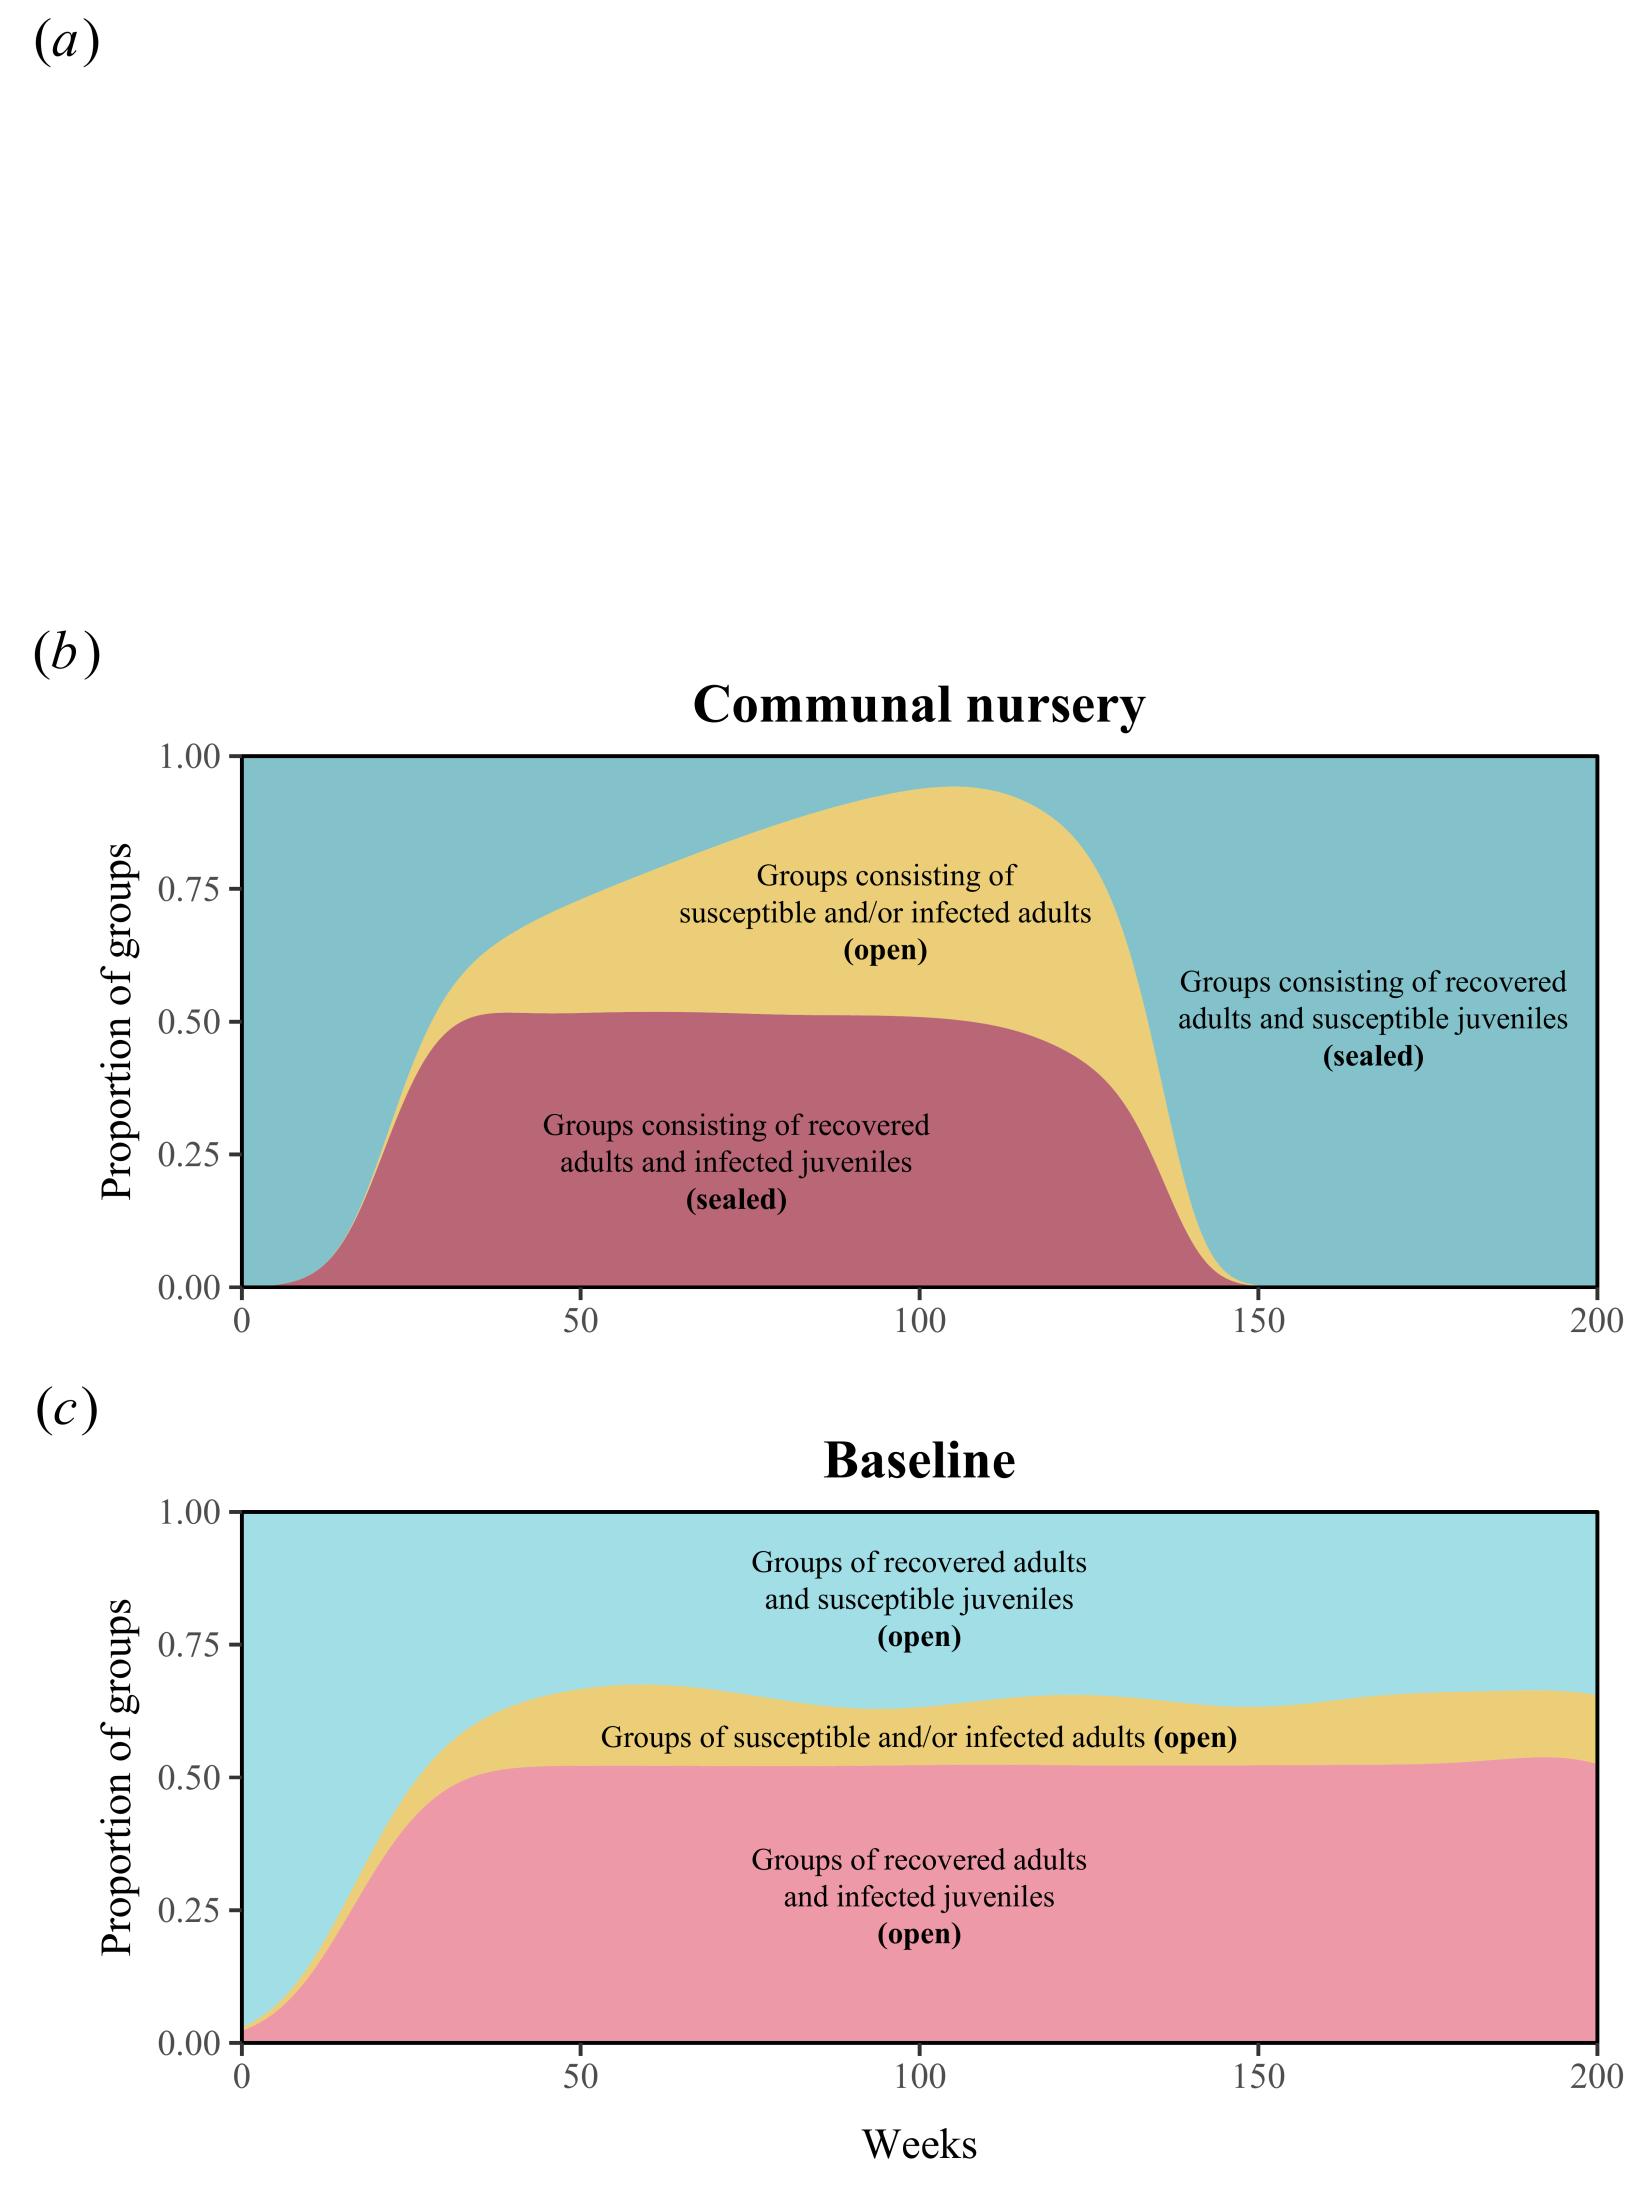 (a)
(b)
Communal nursery
1.00
0.75
0.50
0.25
0.00
Proportion of groups
Groups consisting of
susceptible and/or infected adults
(open)
Groups consisting of recovered
adults and susceptible juveniles
(sealed)
Groups consisting of recovered
adults and infected juveniles
(sealed)
0 50 100 150 200
(c)
Baseline
1.00
0.75
0.50
0.25
0.00
Proportion of groups
Groups of recovered adults
and susceptible juveniles
(open)
Groups of susceptible and/or infected adults (open)
Groups of recovered adults
and infected juveniles
(open)
0 50 100 150 200
Weeks